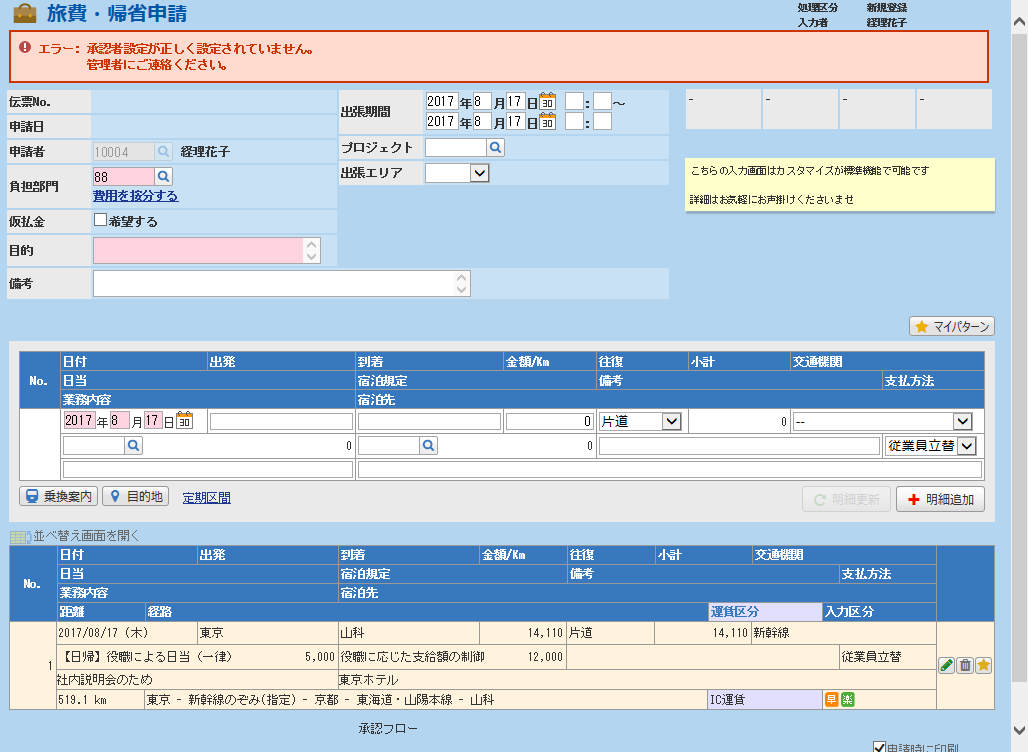 旅費・帰省申請
処理区分 新規登録
入力者 経理花子
エラー： 承認者設定が正しく設定されていません。
管理者にご連絡ください。
伝票No.
申請日
申請者 10004 経理花子
負担部門 88
費用を按分する
仮払金 希望する
目的
備考
出張期間 2017 年 8 月 17 日 30 : ～
2017 年 8 月 17 日 30 :
プロジェクト
出張エリア
- - - -
こちらの入力画面はカスタマイズが標準機能で可能です
詳細はお気軽にお声掛けくださいませ
マイパターン
No. 日付 出発 到着 金額/Km 往復 小計 交通機関
日当 宿泊規定 備考 支払方法
業務内容 宿泊先
2017 年 8 月 17 日 30 0 片道 0 --
0 0 従業員立替
乗換案内 目的地 定期区間 明細更新 明細追加
並べ替え画面を開く
No. 日付 出発 到着 金額/Km 往復 小計 交通機関
日当 宿泊規定 備考 支払方法
業務内容 宿泊先
距離 経路 運賃区分 入力区分
2017/08/17 (木) 東京 山科 14,110 片道 14,110 新幹線
1 【日帰】役職による日当（一律） 5,000 役職に応じた支給額の制御 12,000 従業員立替
社内説明会のため 東京ホテル
519.1 km 東京 - 新幹線のぞみ(指定) - 京都 - 東海道・山陽本線 - 山科 IC運賃 早 楽
承認フロー
申請時に印刷